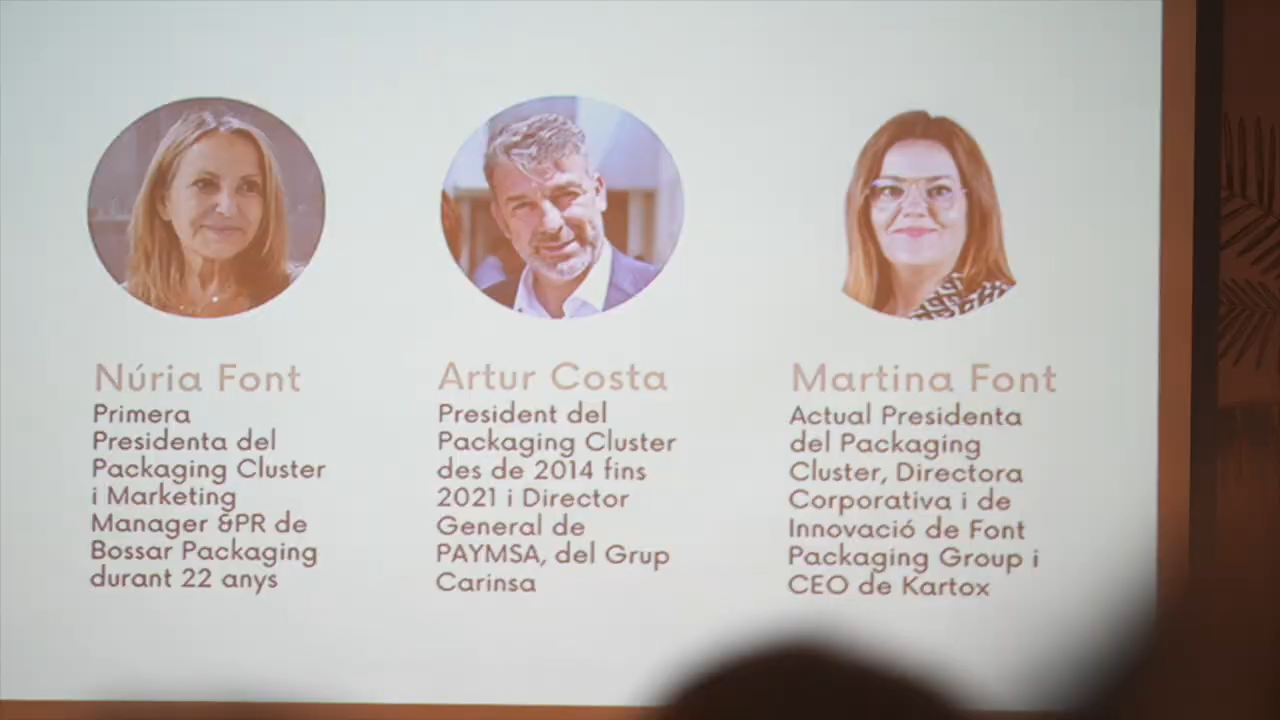 Núria Font
Primera
Presidenta del
Packaging Cluster
i Marketing
Manager &PR de
Bossar Packaging
durant 22 anys
Artur Costa
President del
Packaging Cluster
des de 2014 fins
2021 i Director
General de
PAYMSA, del Grup
Carinsa
Martina Font
Actual Presidenta
del Packaging
Cluster, Directora
Corporativa i de
Innovació de Font
Packaging Group i
CEO de Kartox